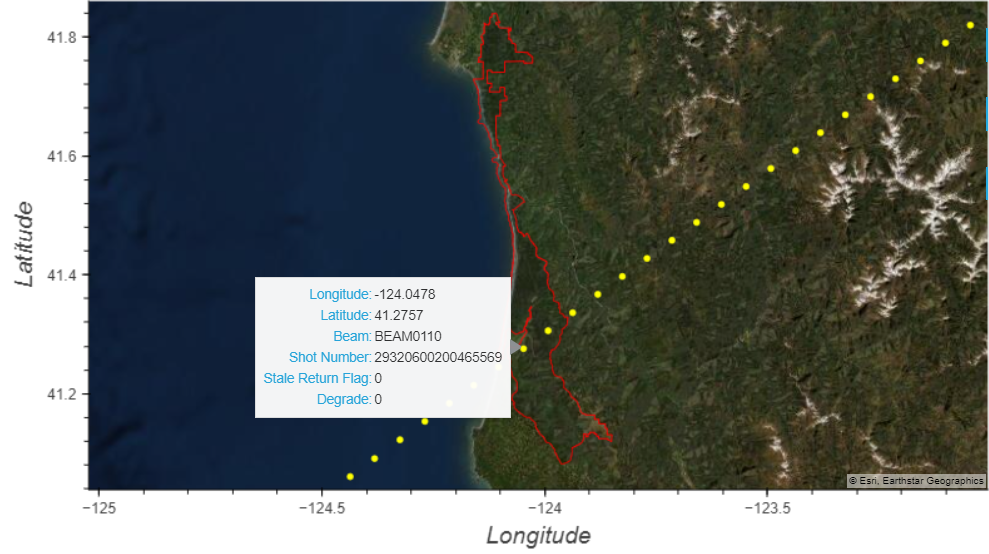 41.8
41.6
41.4
41.2
Latitude
Longitude: -124.0478
Latitude: 41.2757
Beam: BEAM0110
Shot Number: 29320600200465569
Stale Return Flag: 0
Degrade: 0
© Esri, Earthstar Geographics
−125 −124.5 −124 −123.5
Longitude